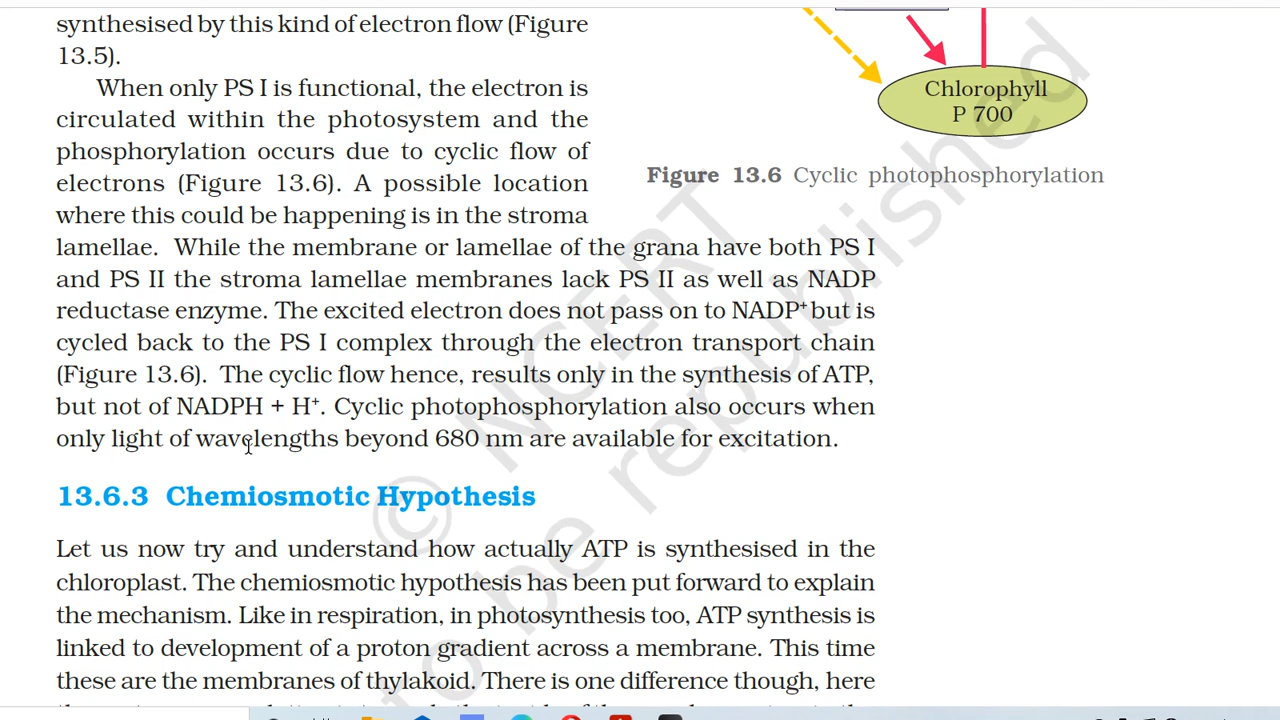 synthesised by this kind of electron flow (Figure
13.5).
When only PS I is functional, the electron is
circulated within the photosystem and the
phosphorylation occurs due to cyclic flow of
electrons (Figure 13.6). A possible location
where this could be happening is in the stroma
lamellae. While the membrane or lamellae of the grana have both PS I
and PS II the stroma lamellae membranes lack PS II as well as NADP
reductase enzyme. The excited electron does not pass on to NADP⁺ but is
cycled back to the PS I complex through the electron transport chain
(Figure 13.6). The cyclic flow hence, results only in the synthesis of ATP,
but not of NADPH + H⁺. Cyclic photophosphorylation also occurs when
only light of wavelengths beyond 680 nm are available for excitation.
Chlorophyll
P 700
Figure 13.6 Cyclic photophosphorylation
13.6.3 Chemiosmotic Hypothesis
Let us now try and understand how actually ATP is synthesised in the
chloroplast. The chemiosmotic hypothesis has been put forward to explain
the mechanism. Like in respiration, in photosynthesis too, ATP synthesis is
linked to development of a proton gradient across a membrane. This time
these are the membranes of thylakoid. There is one difference though, here
© NCERT
to be republished